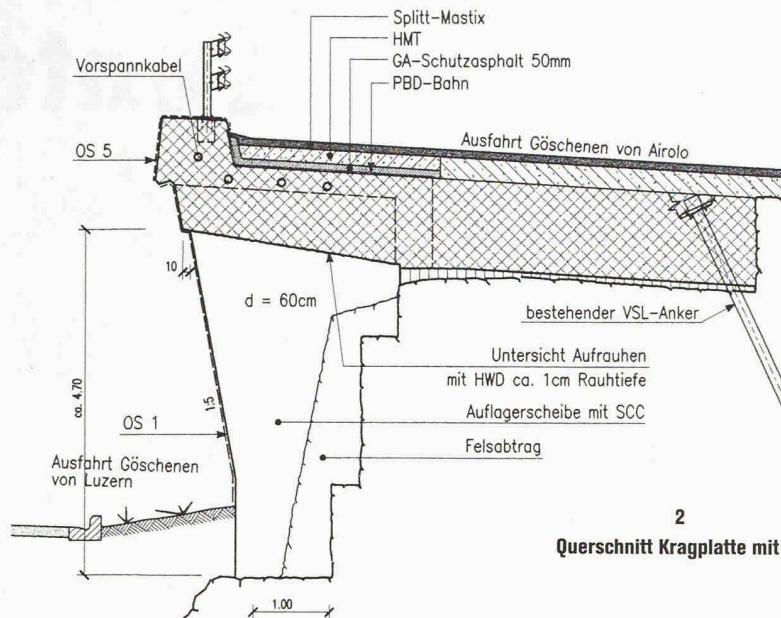 Splitt-Mastix
HMT
GA-Schutzasphalt 50mm
PBD-Bahn
Vorspannkabel
OS 5
Ausfahrt Göschenen von Airolo
10
d = 60cm
bestehender VSL-Anker
Untersicht Aufrauhen
mit HWD ca. 1cm Rauhtiefe
ca. 4.70
1:5
Auflagerscheibe mit SCC
OS 1
Felsabtrag
Ausfahrt Göschenen
von Luzern
2
Querschnitt Kragplatte mit
1.00